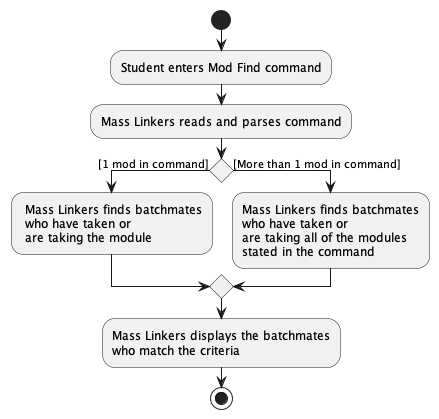 Student enters Mod Find command
Mass Linkers reads and parses command
[1 mod in command]
[More than 1 mod in command]
Mass Linkers finds batchmates
who have taken or
are taking the module
Mass Linkers finds batchmates
who have taken or
are taking all of the modules
stated in the command
Mass Linkers displays the batchmates
who match the criteria